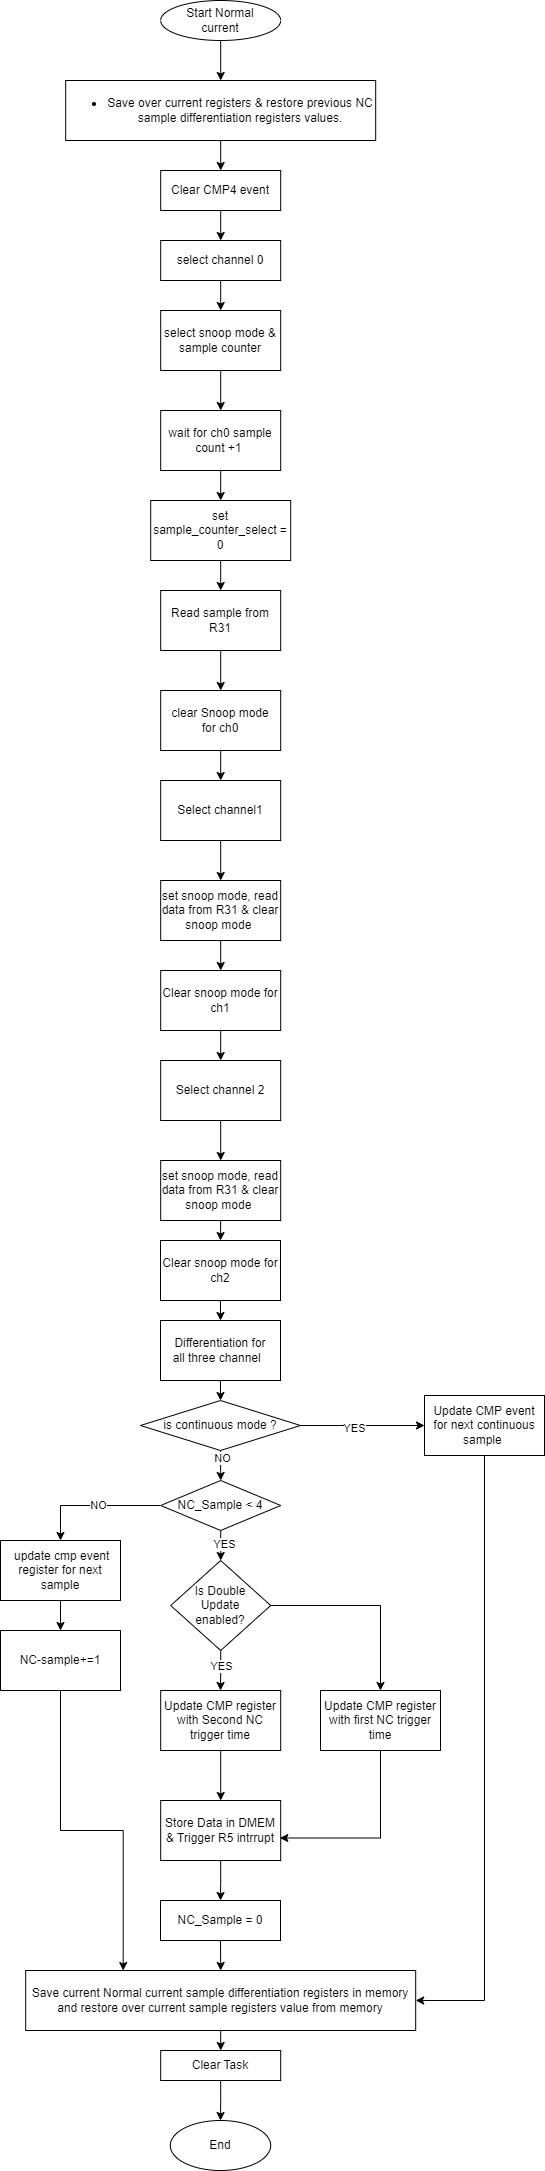 Start Normal
current
• Save over current registers & restore previous NC
sample differentiation registers values.
Clear CMP4 event
select channel 0
select snoop mode &
sample counter
wait for ch0 sample
count +1
set
sample_counter_select =
0
Read sample from
R31
clear Snoop mode
for ch0
Select channel1
set snoop mode, read
data from R31 & clear
snoop mode
Clear snoop mode for
ch1
Select channel 2
set snoop mode, read
data from R31 & clear
snoop mode
Clear snoop mode for
ch2
Differentiation for
all three channel
is continuous mode ?
YES
Update CMP event
for next continuous
sample
NO
NC_Sample < 4
NO
YES
update cmp event
register for next
sample
NC-sample+=1
Is Double
Update
enabled?
YES
Update CMP register
with Second NC
trigger time
Update CMP register
with first NC trigger
time
Store Data in DMEM
& Trigger R5 intrrupt
NC_Sample = 0
Save current Normal current sample differentiation registers in memory
and restore over current sample registers value from memory
Clear Task
End